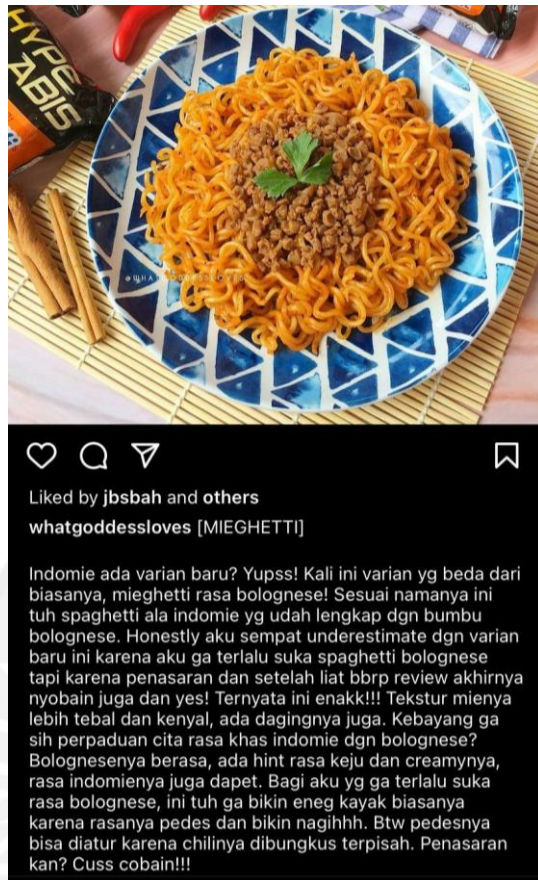 HYPE
ABIS
@WHATGODDESSLOVES
Liked by jbsbah and others
whatgoddessloves [MIEGHETTI]
Indomie ada varian baru? Yupss! Kali ini varian yg beda dari
biasanya, mieghetti rasa bolognese! Sesuai namanya ini
tuh spaghetti ala indomie yg udah lengkap dgn bumbu
bolognese. Honestly aku sempat underestimate dgn varian
baru ini karena aku ga terlalu suka spaghetti bolognese
tapi karena penasaran dan setelah liat bbrp review akhirnya
nyobain juga dan yes! Ternyata ini enakk!!! Tekstur mienya
lebih tebal dan kenyal, ada dagingnya juga. Kebayang ga
sih perpaduan cita rasa khas indomie dgn bolognese?
Bolognesenya berasa, ada hint rasa keju dan creamynya,
rasa indomienya juga dapet. Bagi aku yg ga terlalu suka
rasa bolognese, ini tuh ga bikin eneg kayak biasanya
karena rasanya pedes dan bikin nagihhh. Btw pedesnya
bisa diatur karena chilinya dibungkus terpisah. Penasaran
kan? Cuss cobain!!!